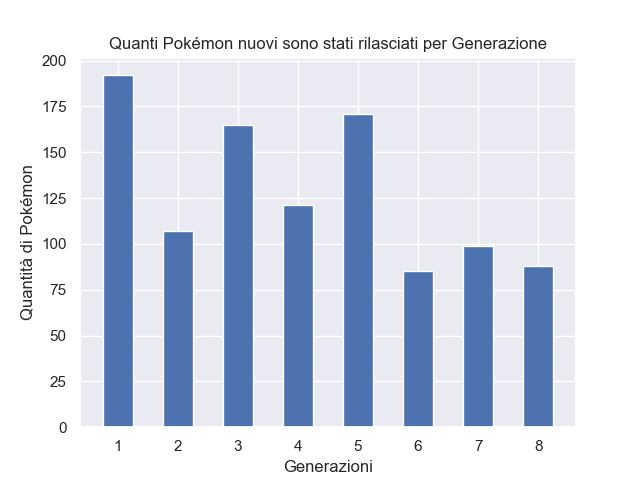 Quanti Pokémon nuovi sono stati rilasciati per Generazione
200
175
150
125
100
75
50
25
0
Quantità di Pokémon
1 2 3 4 5 6 7 8
Generazioni